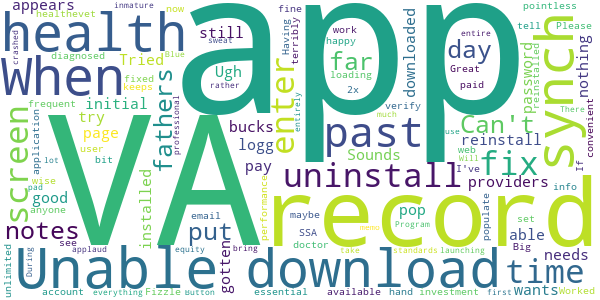 inmature
appears
healthevet
now
crashed
health
diagnosed
fixed
keeps
sweat
Blue
Tried
still
Ugh
rather
When
app
day
far
work
fine
Having
terribly
happy
loading
entire
Great
2x
paid
verify
downloaded
enter
password
reinstalled
synch
pointless
tell
Please
nothing
There
Will
convenient
If
screen
frequent
application
initial
try
page
user
web
fathers
professional
entirely
bucks
logg
pay
past
Can't
reinstall
fix
use
much
VA
wise
pad
anyone
bit
lot
good
installed
Sounds
uninstall
providers
I've
info
notes
see
applaud
put
email
maybe
SSA
doctor
performance
record
pop
able
Big
populate
set
needs
During
unlimited
account
everything
Fizzle
Button
equity
gotten
bring
essential
Unable
download
take
Program
available
hand
standards
investment
launching
first
time
wants
Worked